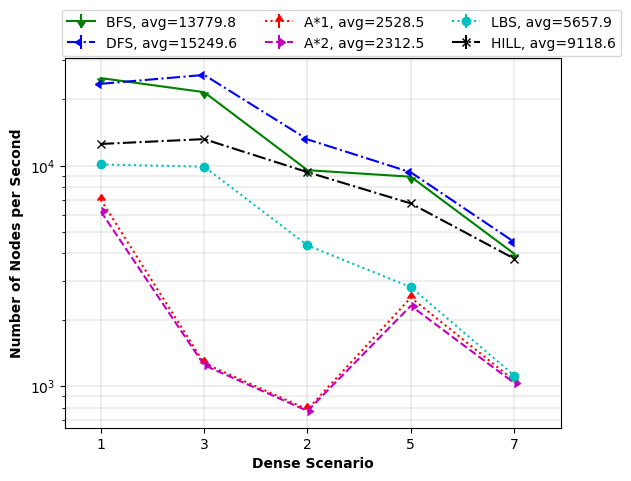 BFS, avg=13779.8 A*1, avg=2528.5 LBS, avg=5657.9
DFS, avg=15249.6 A*2, avg=2312.5 HILL, avg=9118.6
Number of Nodes per Second
10^4
10^3
1 3 2 5 7
Dense Scenario